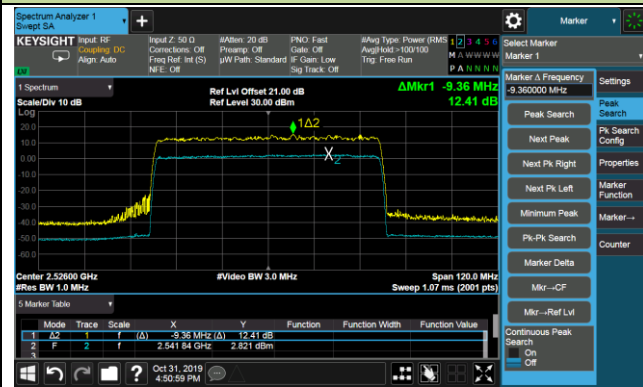 Spectrum Analyzer 1
Swept SA
Marker
KEYSIGHT
Input: RF
Coupling: DC
Align: Auto
Input Z: 50 Ω
Corrections: Off
Freq Ref: Int (S)
NFE: Off
#Atten: 20 dB
Preamp: Off
µW Path: Standard
PNO: Fast
Gate: Off
IF Gain: Low
Sig Track: Off
#Avg Type: Power (RMS
Avg|Hold:>100/100
Trig: Free Run
1 2 3 4 5 6
M A W W W W
P A N N N N
Select Marker
Marker 1
1 Spectrum
Scale/Div 10 dB
Ref Lvl Offset 21.00 dB
Ref Level 30.00 dBm
ΔMkr1 -9.36 MHz
12.41 dB
Log
20.0
10.0
0.00
-10.0
-20.0
-30.0
-40.0
-50.0
-60.0
1Δ2
2
Center 2.52600 GHz
#Res BW 1.0 MHz
#Video BW 3.0 MHz
Span 120.0 MHz
Sweep 1.07 ms (2001 pts)
5 Marker Table
Mode Trace Scale X Y Function Function Width Function Value
1 Δ2 1 f (Δ) -9.36 MHz (Δ) 12.41 dB
2 F 2 f 2.541 84 GHz 2.821 dBm
3
Marker Δ Frequency
-9.360000 MHz
Peak Search
Next Peak
Next Pk Right
Next Pk Left
Minimum Peak
Pk-Pk Search
Marker Delta
Mkr→CF
Mkr→Ref Lvl
Continuous Peak
Search
On
Off
Settings
Peak
Search
Pk Search
Config
Properties
Marker
Function
Marker→
Counter
?
Oct 31, 2019
4:50:59 PM